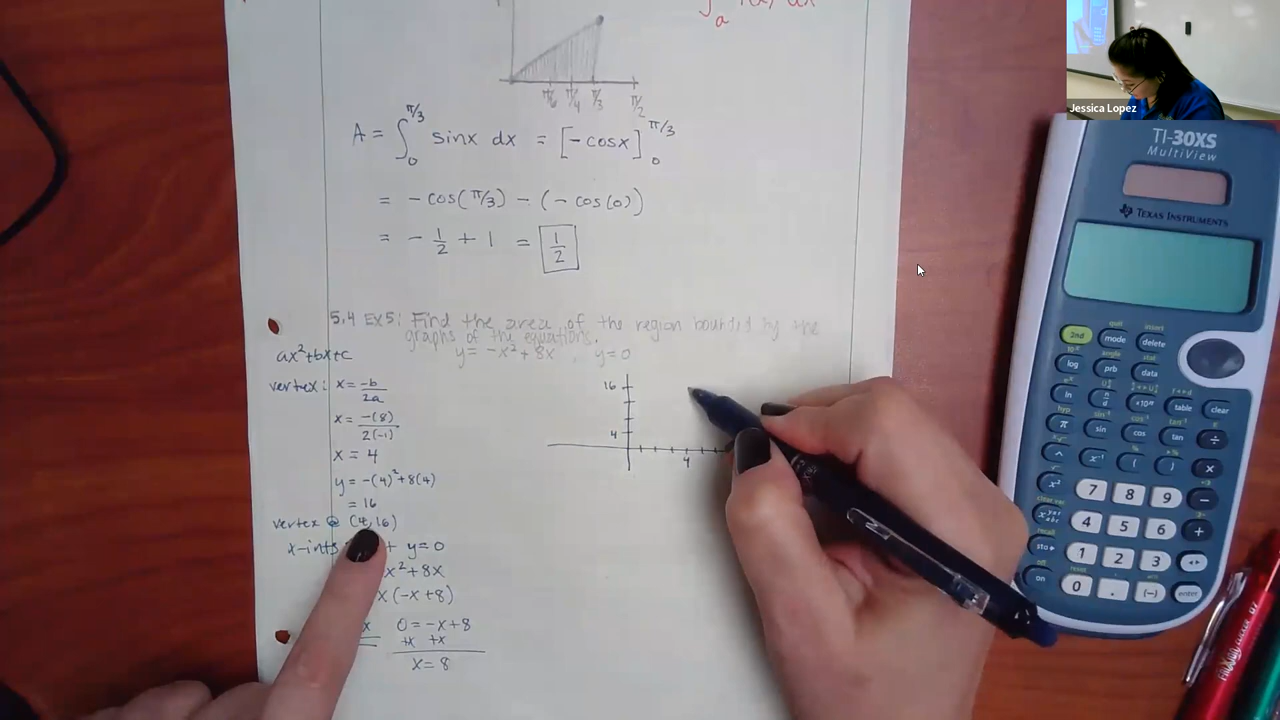 Jessica Lopez
π/6 π/4 π/3 π/2
A = ∫₀^π/3 sinx dx = [-cosx]₀^π/3
= -cos(π/3) - (-cos(0))
= - 1/2 + 1 = 1/2
5.4 Ex5: Find the area of the region bounded by the
graphs of the equations.
y = -x² + 8x , y = 0
ax²+bx+c
vertex: x = -b/2a
x = -(8)/2(-1)
x = 4
y = -(4)²+8(4)
= 16
vertex @ (4,16)
x-ints y=0
x²+8x
x(-x+8)
x 0=-x+8
+x +x
x=8
16
4
4
TI-30XS
MultiView
TEXAS INSTRUMENTS
2nd mode delete
log prb data
ln n/d ×10ⁿ table clear
π sin cos tan ÷
^ x⁻¹ ( ) ×
x² 7 8 9 −
4 5 6 +
sto▸ 1 2 3
on 0 . (−) enter